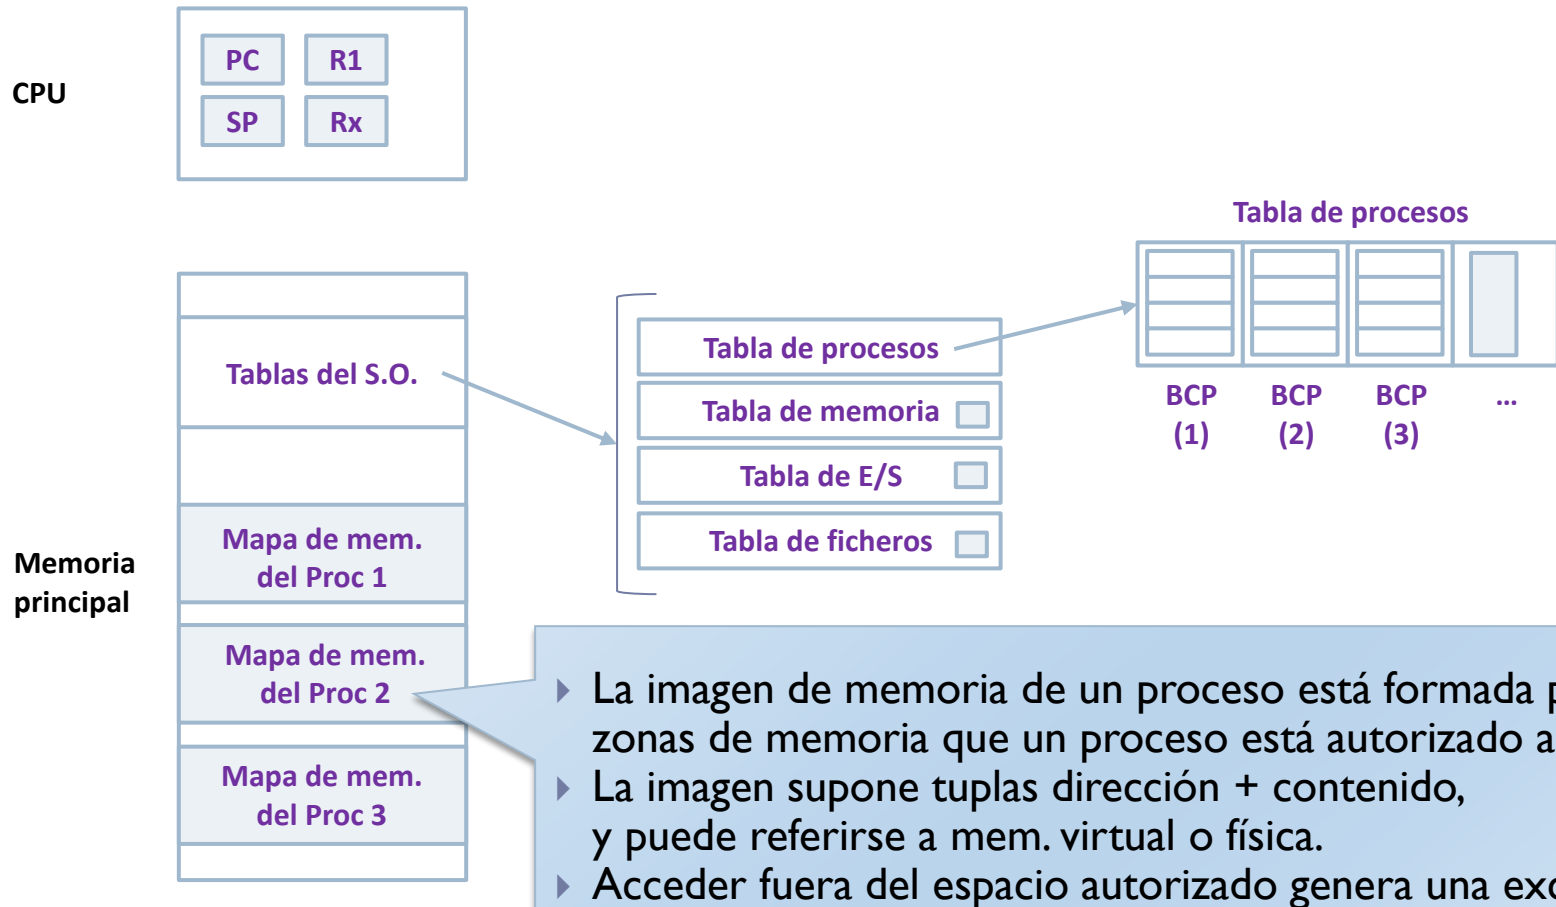 CPU
PC
R1
SP
Rx
Tabla de procesos
BCP
(1)
BCP
(2)
BCP
(3)
...
Tablas del S.O.
Tabla de procesos
Tabla de memoria
Tabla de E/S
Tabla de ficheros
Memoria
principal
Mapa de mem.
del Proc 1
Mapa de mem.
del Proc 2
Mapa de mem.
del Proc 3
La imagen de memoria de un proceso está formada
zonas de memoria que un proceso está autorizado a
La imagen supone tuplas dirección + contenido,
y puede referirse a mem. virtual o física.
Acceder fuera del espacio autorizado genera una